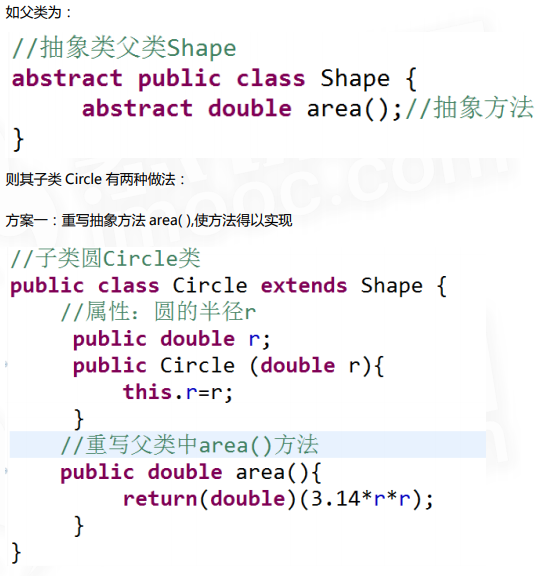 如父类为：
//抽象类父类Shape
abstract public class Shape {
abstract double area();//抽象方法
}
则其子类 Circle 有两种做法：
方案一：重写抽象方法 area( ),使方法得以实现
//子类圆Circle类
public class Circle extends Shape {
//属性：圆的半径r
public double r;
public Circle (double r){
this.r=r;
}
//重写父类中area()方法
public double area(){
return(double)(3.14*r*r);
}
}